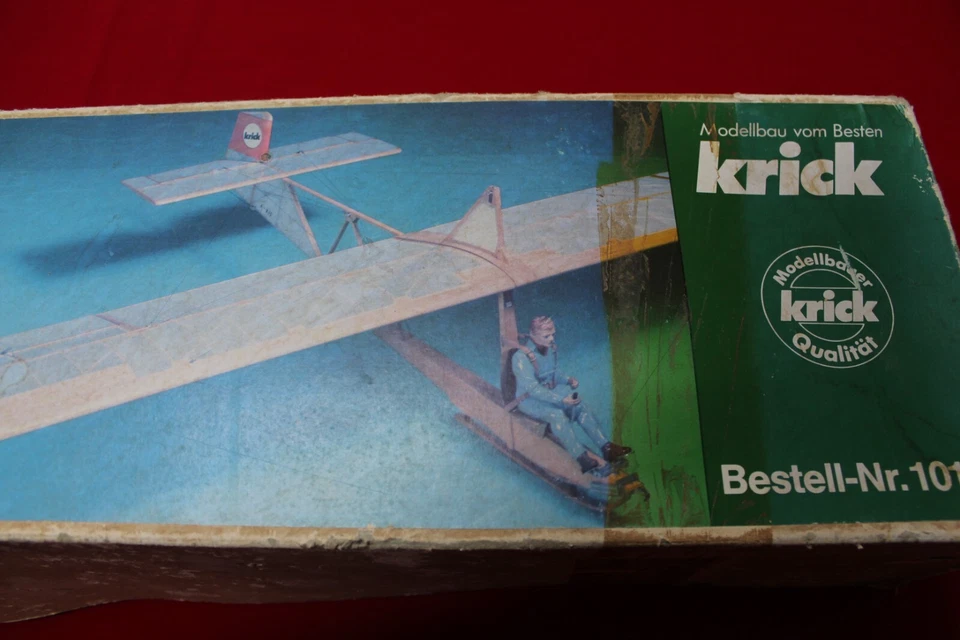 krick
Modellbau vom Besten
krick
Modellbauer
krick
Qualität
Bestell-Nr. 101